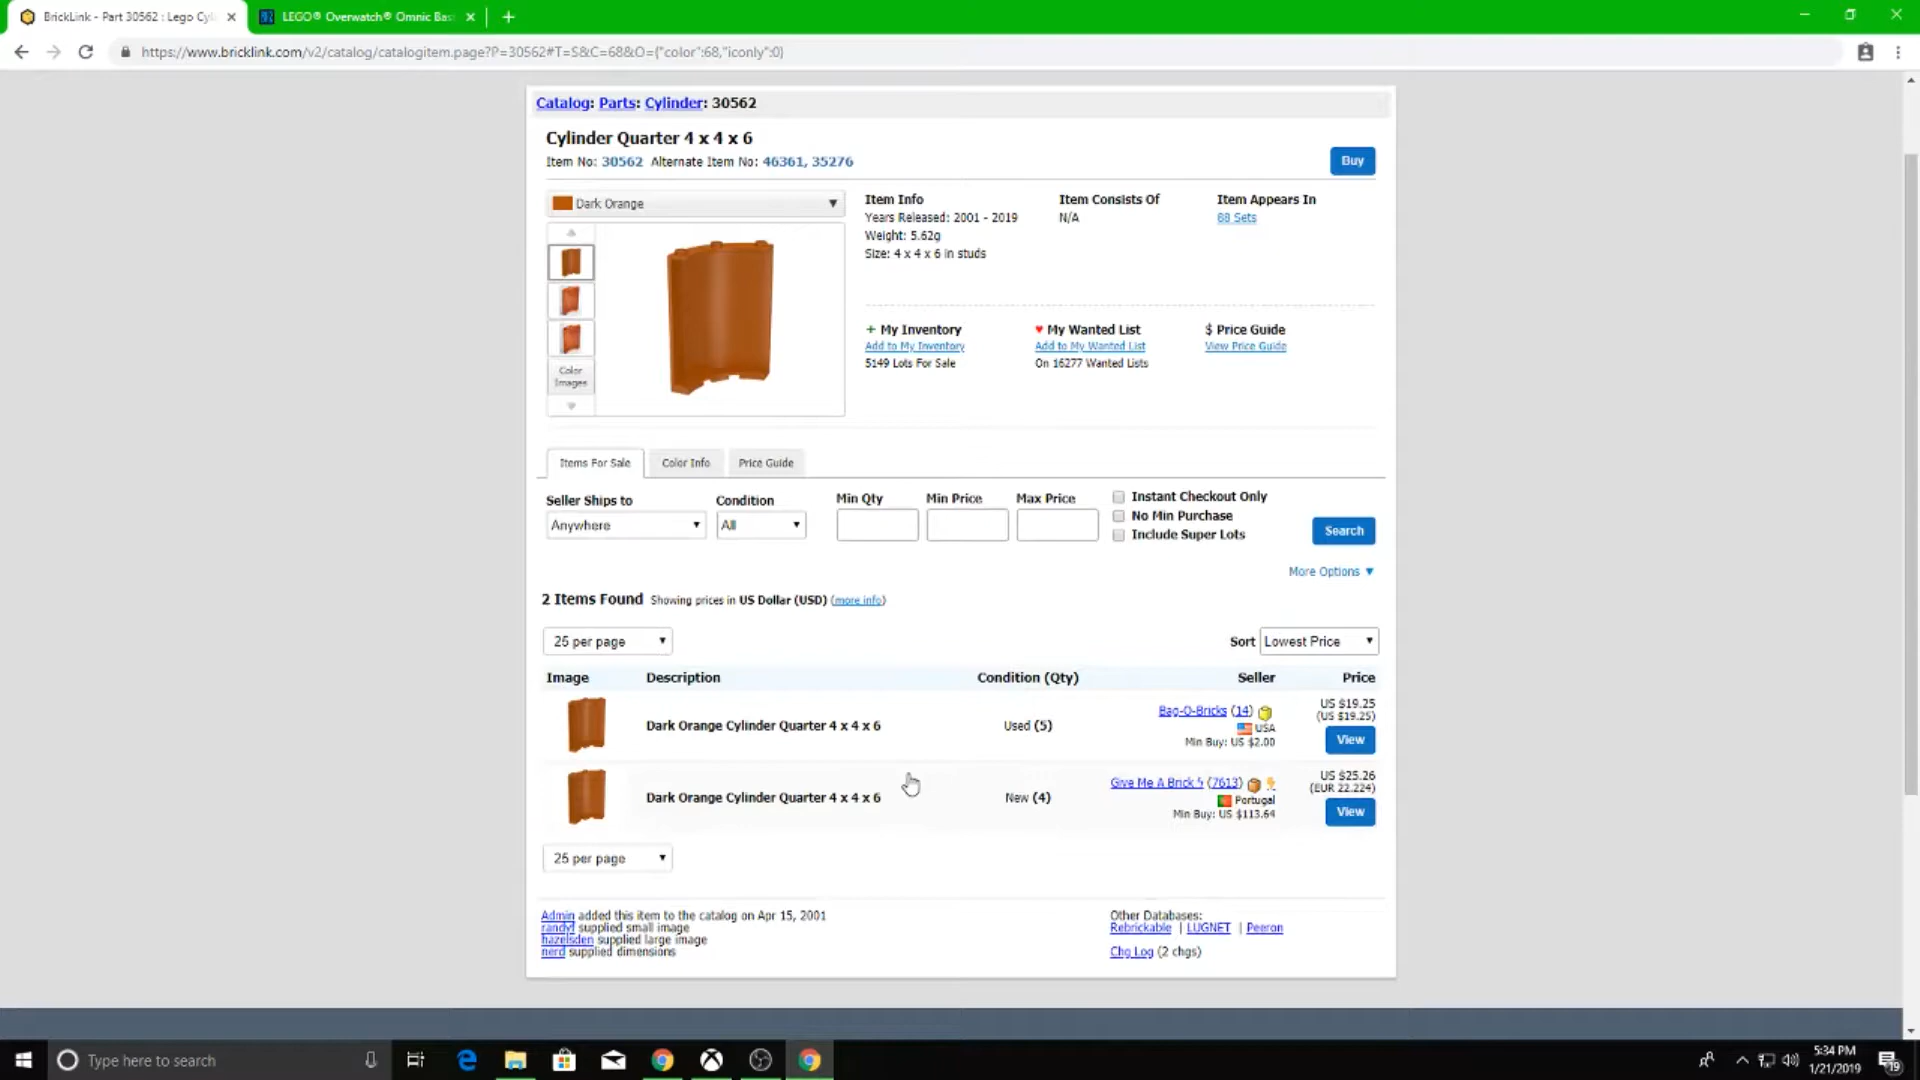 BrickLink - Part 30562 : Lego Cyl
LEGO® Overwatch® Omnic Bas
https://www.bricklink.com/v2/catalog/catalogitem.page?P=30562#T=S&C=68&O={"color":68,"iconly":0}
Catalog: Parts: Cylinder: 30562
Cylinder Quarter 4 x 4 x 6
Item No: 30562 Alternate Item No: 46361, 35276
Buy
Dark Orange
Color Images
Item Info
Years Released: 2001 - 2019
Weight: 5.62g
Size: 4 x 4 x 6 in studs
Item Consists Of
N/A
Item Appears In
88 Sets
+ My Inventory
Add to My Inventory
5149 Lots For Sale
My Wanted List
Add to My Wanted List
On 16277 Wanted Lists
$ Price Guide
View Price Guide
Items For Sale Color Info Price Guide
Seller Ships to
Anywhere
Condition
All
Min Qty
Min Price
Max Price
Instant Checkout Only
No Min Purchase
Include Super Lots
Search
More Options
2 Items Found Showing prices in US Dollar (USD) (more info)
25 per page
Sort Lowest Price
Image Description Condition (Qty) Seller Price
Dark Orange Cylinder Quarter 4 x 4 x 6
Used (5)
Bag-O-Bricks (14)
USA
Min Buy: US $2.00
US $19.25
(US $19.25)
View
Dark Orange Cylinder Quarter 4 x 4 x 6
New (4)
Give Me A Brick ϟ (7613)
Portugal
Min Buy: US $113.64
US $25.26
(EUR 22.224)
View
25 per page
Admin added this item to the catalog on Apr 15, 2001
randyf supplied small image
hazelsden supplied large image
nerd supplied dimensions
Other Databases:
Rebrickable | LUGNET | Peeron
Chg Log (2 chgs)
Type here to search
5:34 PM
1/21/2019
19